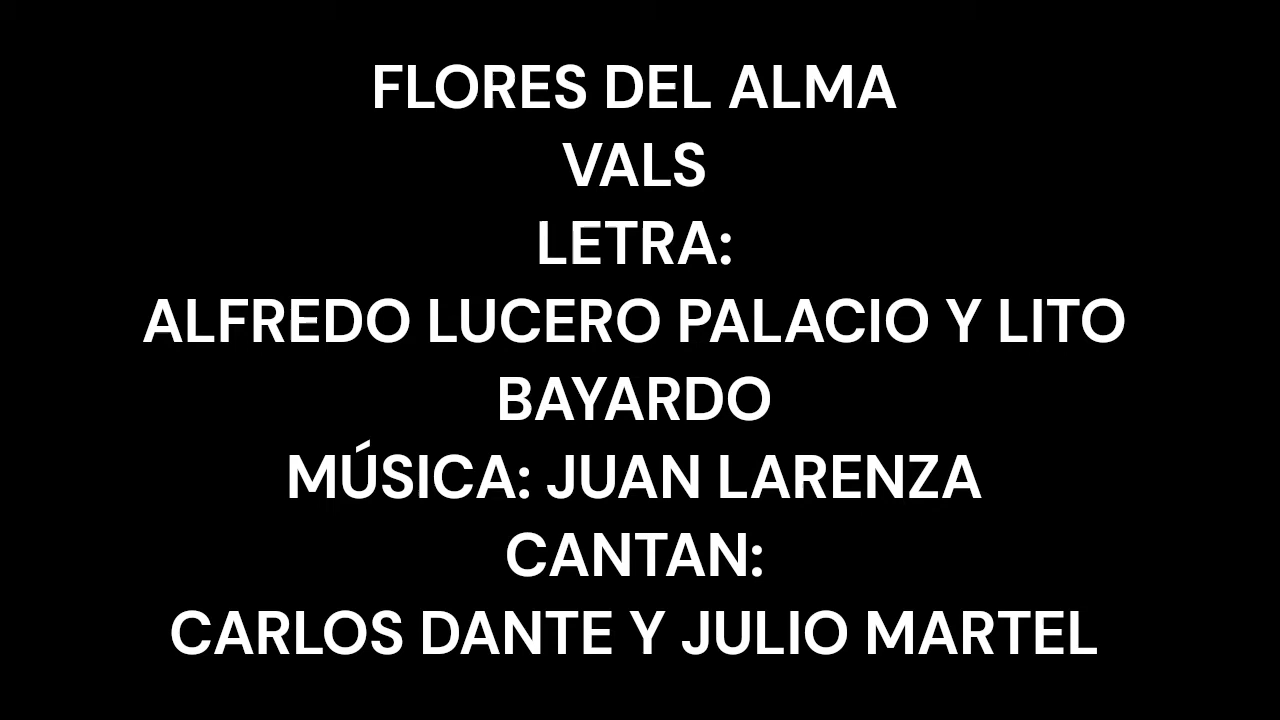 FLORES DEL ALMA
VALS
LETRA:
ALFREDO LUCERO PALACIO Y LITO
BAYARDO
MÚSICA: JUAN LARENZA
CANTAN:
CARLOS DANTE Y JULIO MARTEL